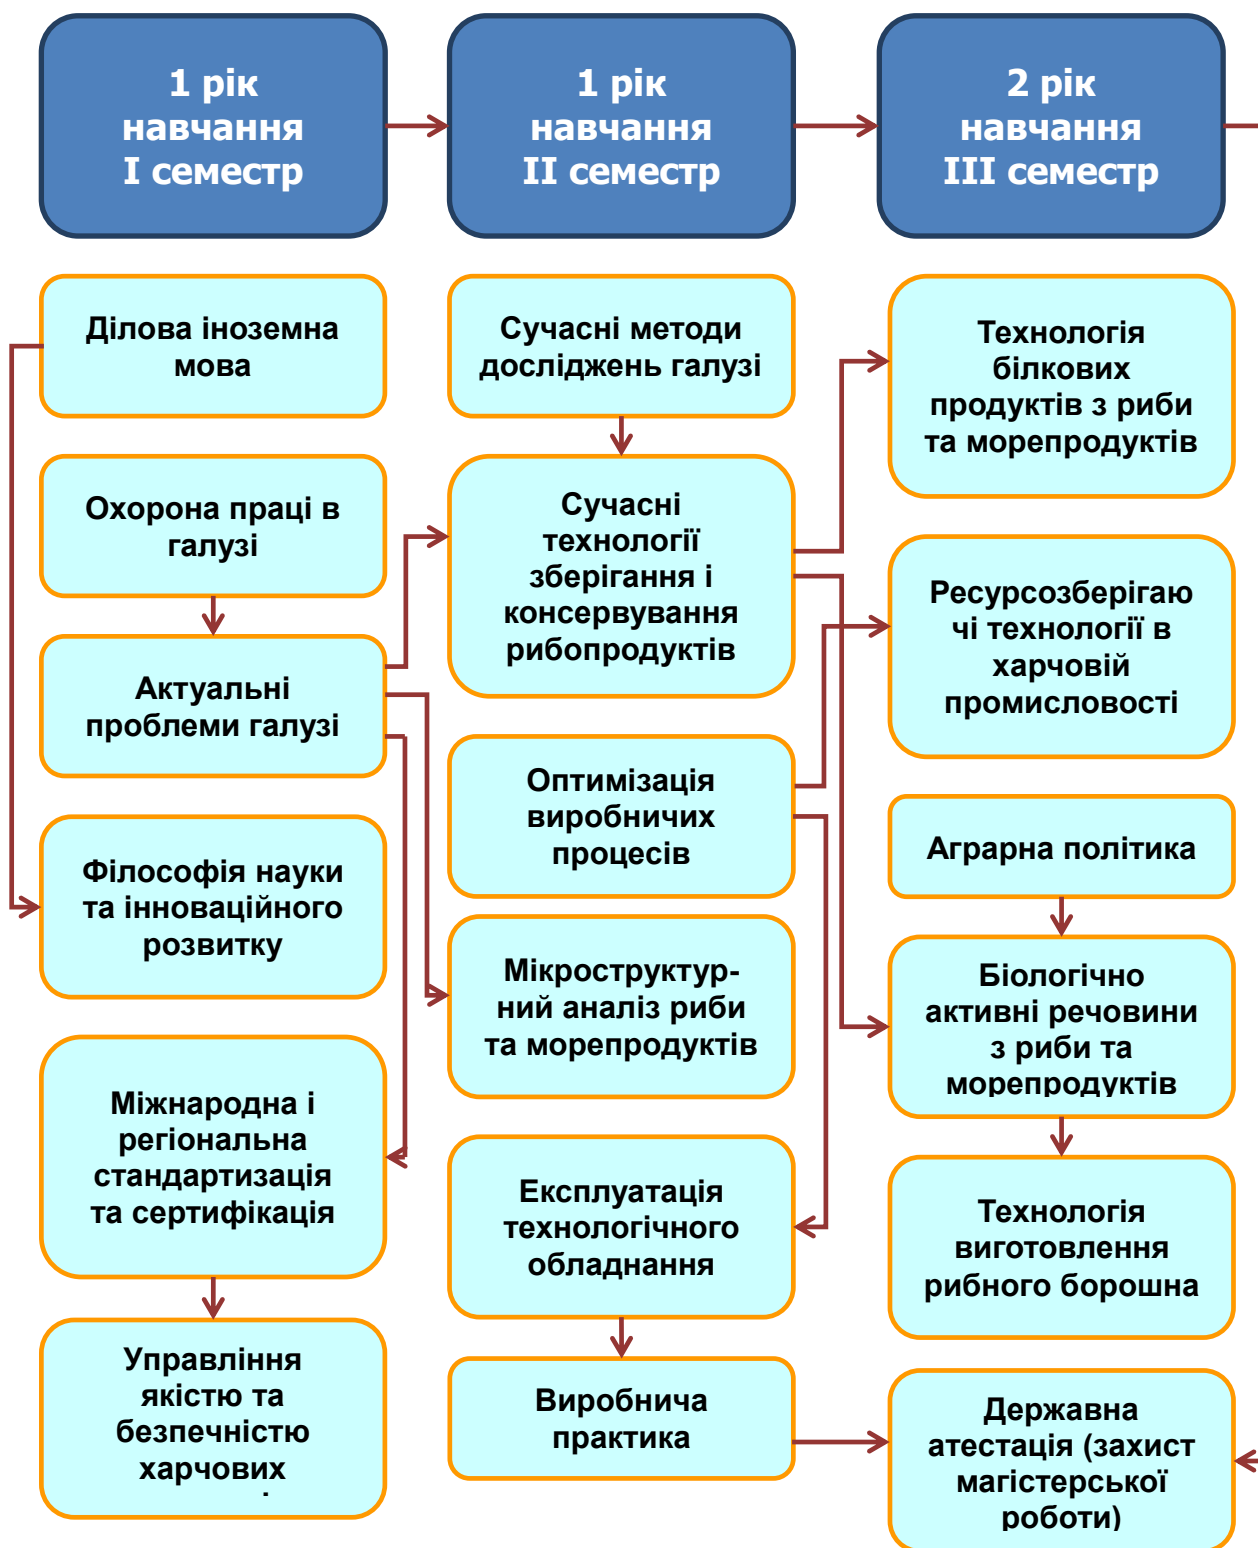 1 рік
навчання
I семестр
1 рік
навчання
II семестр
2 рік
навчання
III семестр
Ділова іноземна
мова
Охорона праці в
галузі
Актуальні
проблеми галузі
Філософія науки
та інноваційного
розвитку
Міжнародна і
регіональна
стандартизація
та сертифікація
Управління
якістю та
безпечністю
харчових
Сучасні методи
досліджень галузі
Сучасні
технології
зберігання і
консервування
рибопродуктів
Оптимізація
виробничих
процесів
Мікроструктур-
ний аналіз риби
та морепродуктів
Експлуатація
технологічного
обладнання
Виробнича
практика
Технологія
білкових
продуктів з риби
та морепродуктів
Ресурсозберігаю
чі технології в
харчовій
промисловості
Аграрна політика
Біологічно
активні речовини
з риби та
морепродуктів
Технологія
виготовлення
рибного борошна
Державна
атестація (захист
магістерської
роботи)